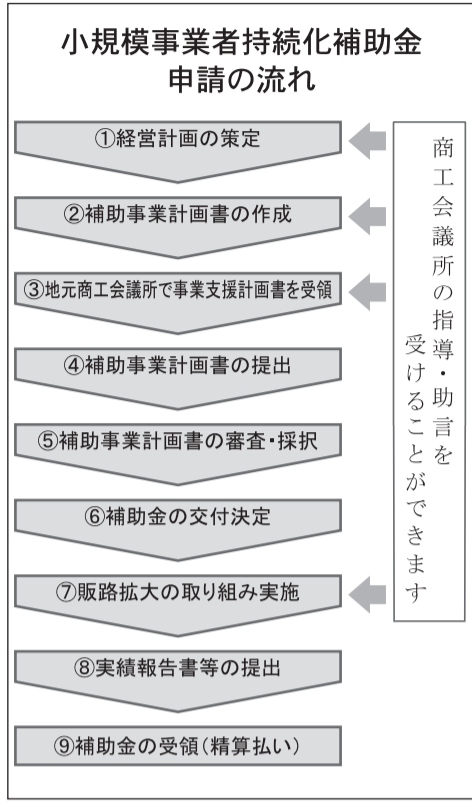 小規模事業者持続化補助金
申請の流れ
①経営計画の策定
②補助事業計画書の作成
③地元商工会議所で事業支援計画書を受領
④補助事業計画書の提出
⑤補助事業計画書の審査・採択
⑥補助金の交付決定
⑦販路拡大の取り組み実施
⑧実績報告書等の提出
⑨補助金の受領(精算払い)
商工会議所の指導・助言を
受けることができます